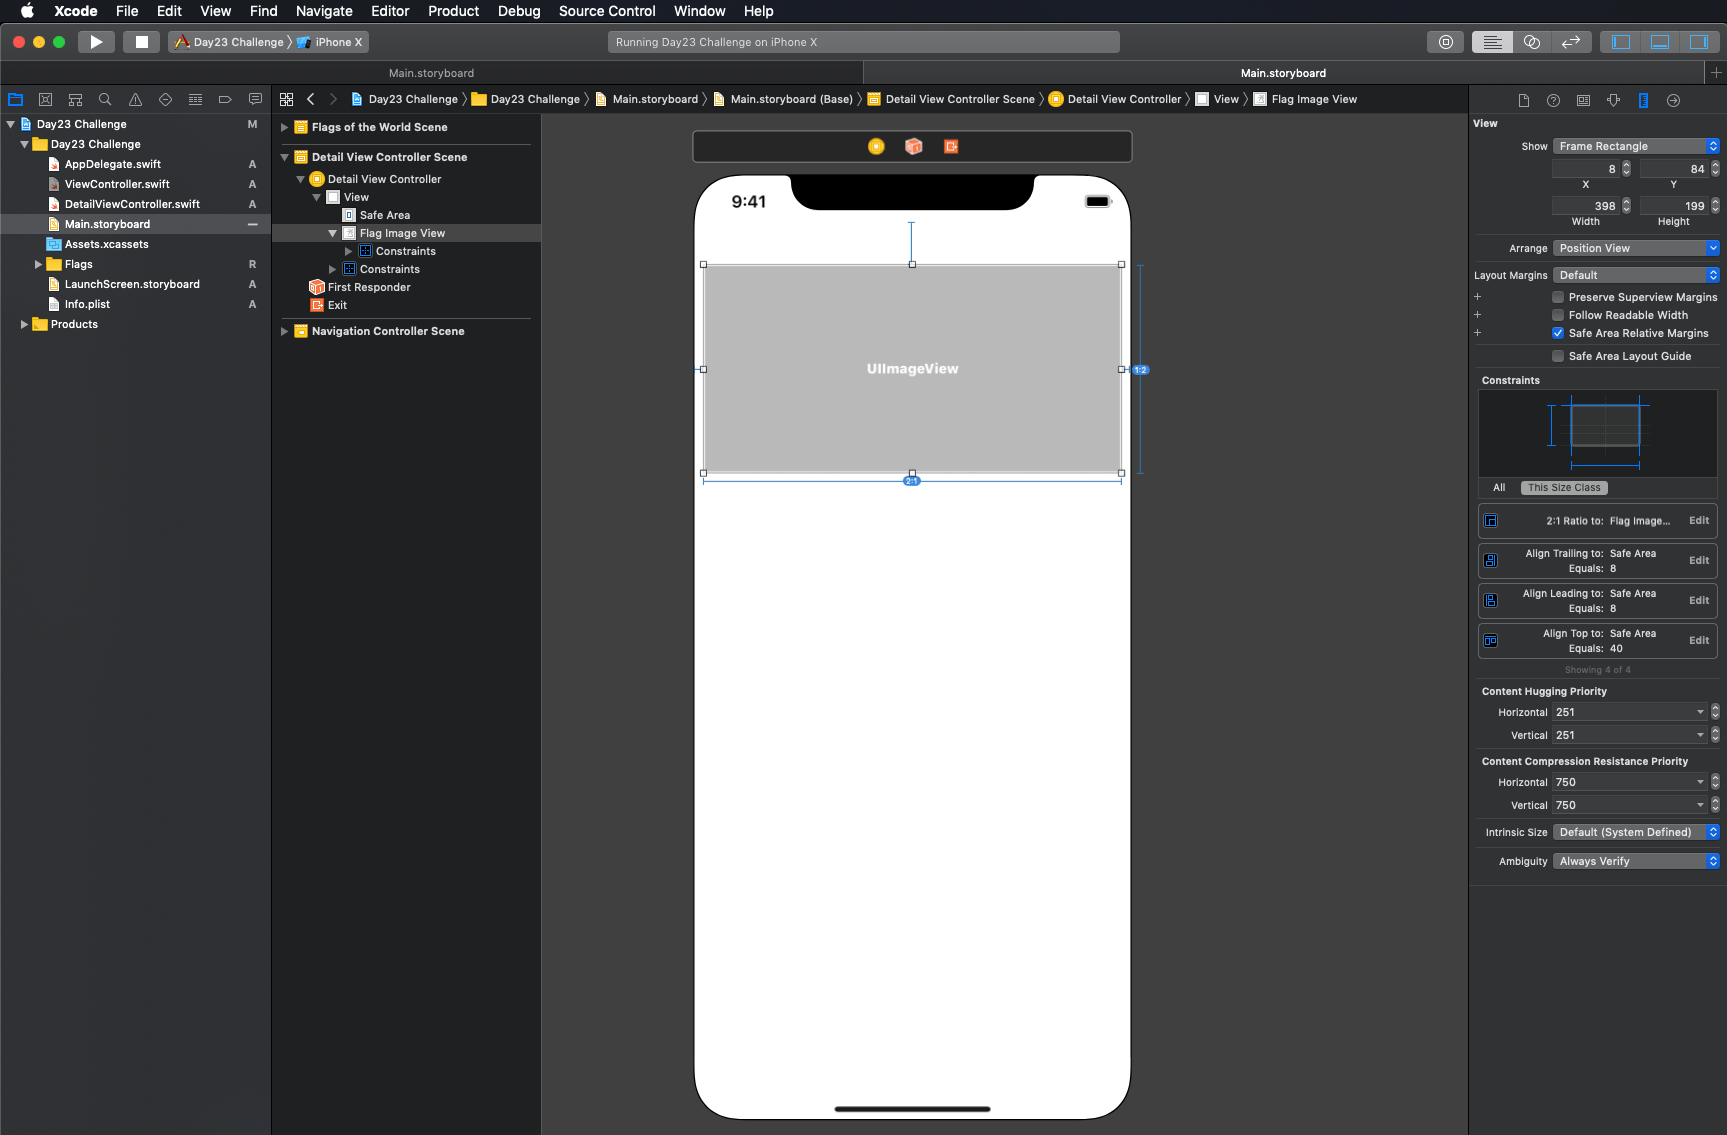 Xcode File Edit View Find Navigate Editor Product Debug Source Control Window Help
Day23 Challenge iPhone X
Running Day23 Challenge on iPhone X
Main.storyboard
Main.storyboard
Day23 Challenge Day23 Challenge Main.storyboard Main.storyboard (Base) Detail View Controller Scene Detail View Controller View Flag Image View
Day23 Challenge M
Day23 Challenge
AppDelegate.swift A
ViewController.swift A
DetailViewController.swift A
Main.storyboard
Assets.xcassets
Flags R
LaunchScreen.storyboard A
Info.plist A
Products
Flags of the World Scene
Detail View Controller Scene
Detail View Controller
View
Safe Area
Flag Image View
Constraints
Constraints
First Responder
Exit
Navigation Controller Scene
9:41
UIImageView
1:2
2:1
View
Show Frame Rectangle
8 84
X Y
398 199
Width Height
Arrange Position View
Layout Margins Default
Preserve Superview Margins
Follow Readable Width
Safe Area Relative Margins
Safe Area Layout Guide
Constraints
All This Size Class
2:1 Ratio to: Flag Image... Edit
Align Trailing to: Safe Area
Equals: 8
Edit
Align Leading to: Safe Area
Equals: 8
Edit
Align Top to: Safe Area
Equals: 40
Edit
Showing 4 of 4
Content Hugging Priority
Horizontal 251
Vertical 251
Content Compression Resistance Priority
Horizontal 750
Vertical 750
Intrinsic Size Default (System Defined)
Ambiguity Always Verify